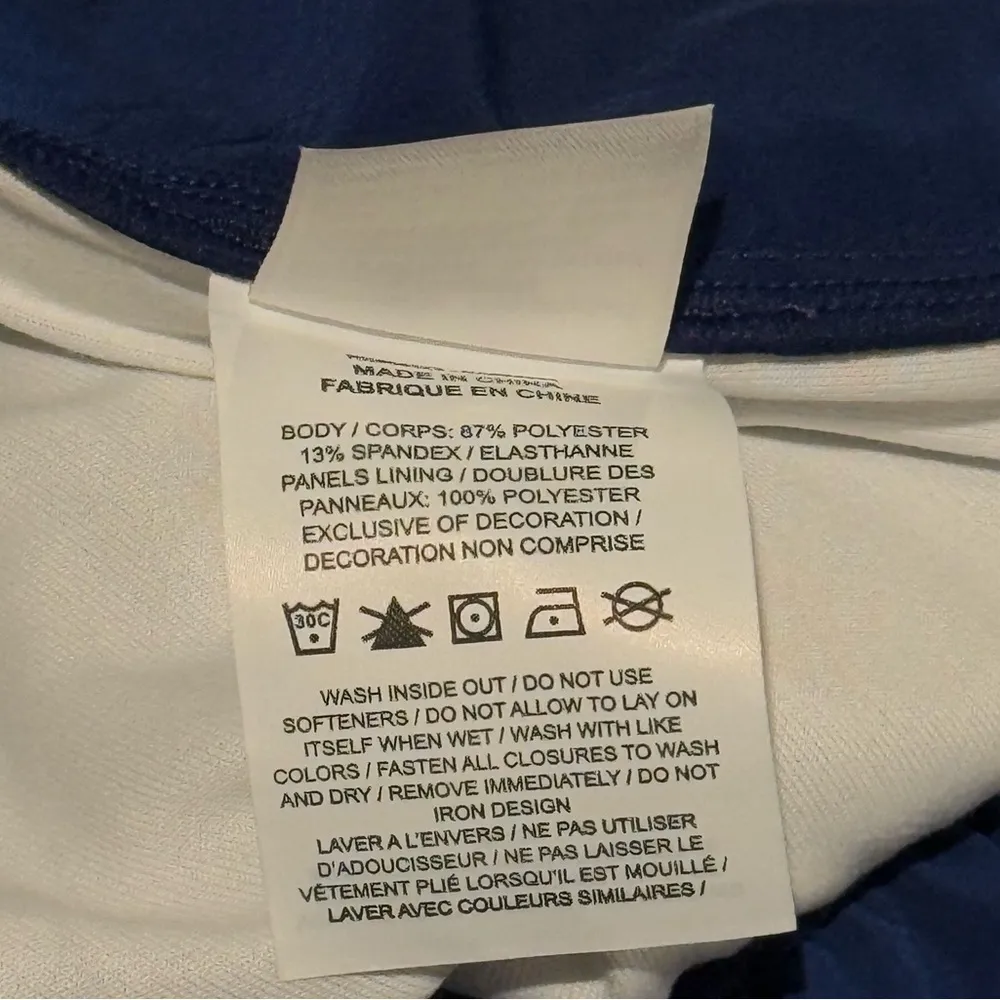 MADE IN CHINA
FABRIQUE EN CHINE
BODY / CORPS: 87% POLYESTER
13% SPANDEX / ELASTHANNE
PANELS LINING / DOUBLURE DES
PANNEAUX: 100% POLYESTER
EXCLUSIVE OF DECORATION /
DECORATION NON COMPRISE
30C
WASH INSIDE OUT / DO NOT USE
SOFTENERS / DO NOT ALLOW TO LAY ON
ITSELF WHEN WET / WASH WITH LIKE
COLORS / FASTEN ALL CLOSURES TO WASH
AND DRY / REMOVE IMMEDIATELY / DO NOT
IRON DESIGN
LAVER A L'ENVERS / NE PAS UTILISER
D'ADOUCISSEUR / NE PAS LAISSER LE
VÊTEMENT PLIÉ LORSQU'IL EST MOUILLÉ /
LAVER AVEC COULEURS SIMILAIRES /